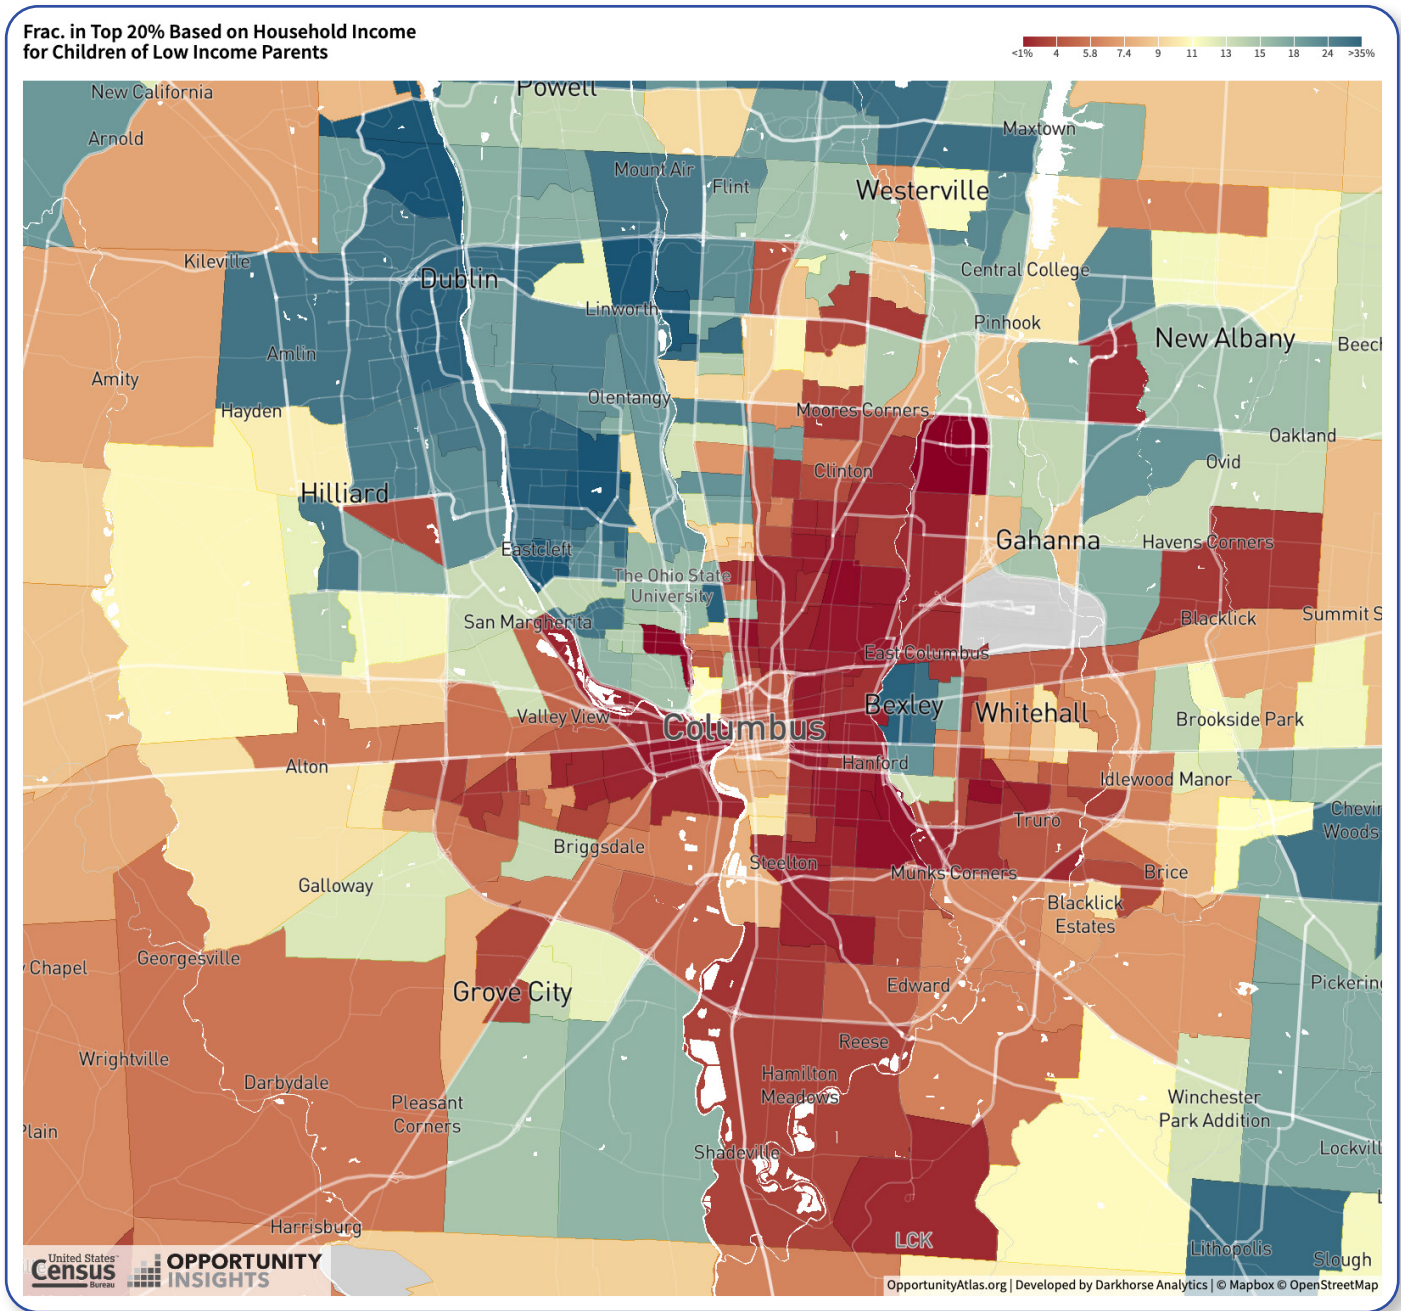 Frac. in Top 20% Based on Household Income
for Children of Low Income Parents
<1% 4 5.8 7.4 9 11 13 15 18 24 >35%
New California
Powell
Arnold
Maxtown
Mount Air
Flint
Westerville
Kileville
Dublin
Central College
Linworth
Pinhook
New Albany
Amlin
Amity
Olentangy
Hayden
Moores Corners
Oakland
Clinton
Ovid
Hilliard
Eastcleft
Gahanna
Havens Corners
The Ohio State
University
San Margherita
Blacklick
Summit S
East Columbus
Bexley
Whitehall
Valley View
Columbus
Brookside Park
Alton
Hanford
Idlewood Manor
Truro
Woods
Briggsdale
Steelton
Munks Corners
Brice
Galloway
Blacklick
Estates
Georgesville
Chapel
Grove City
Edward
Pickering
Reese
Wrightville
Darbydale
Hamilton
Meadows
Pleasant
Corners
Winchester
Park Addition
Shadeville
Harrisburg
LCK
Lithopolis
Slough
United States™
Census
Bureau
OPPORTUNITY
INSIGHTS
OpportunityAtlas.org | Developed by Darkhorse Analytics | © Mapbox © OpenStreetMap